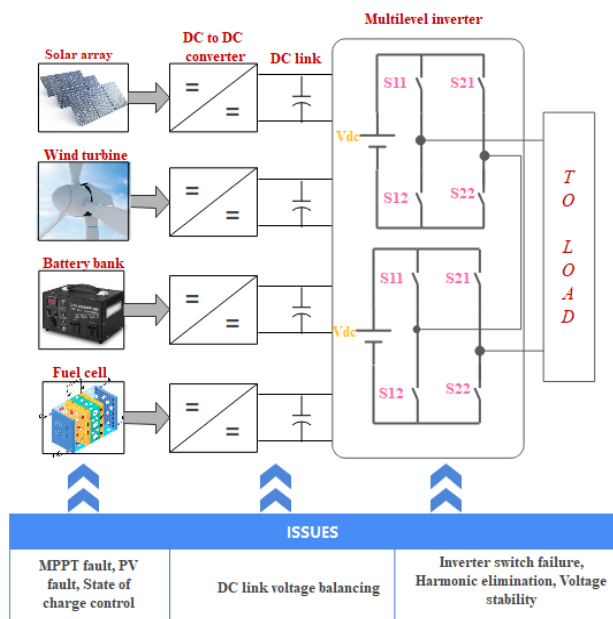 Multilevel inverter
DC to DC
converter
DC link
Solar array
=
=
Wind turbine
=
=
Battery bank
=
=
Fuel cell
=
=
S11
S21
Vdc
S12
S22
S11
S21
Vdc
S12
S22
TO LOAD
ISSUES
MPPT fault, PV
fault, State of
charge control
DC link voltage balancing
Inverter switch failure,
Harmonic elimination, Voltage
stability